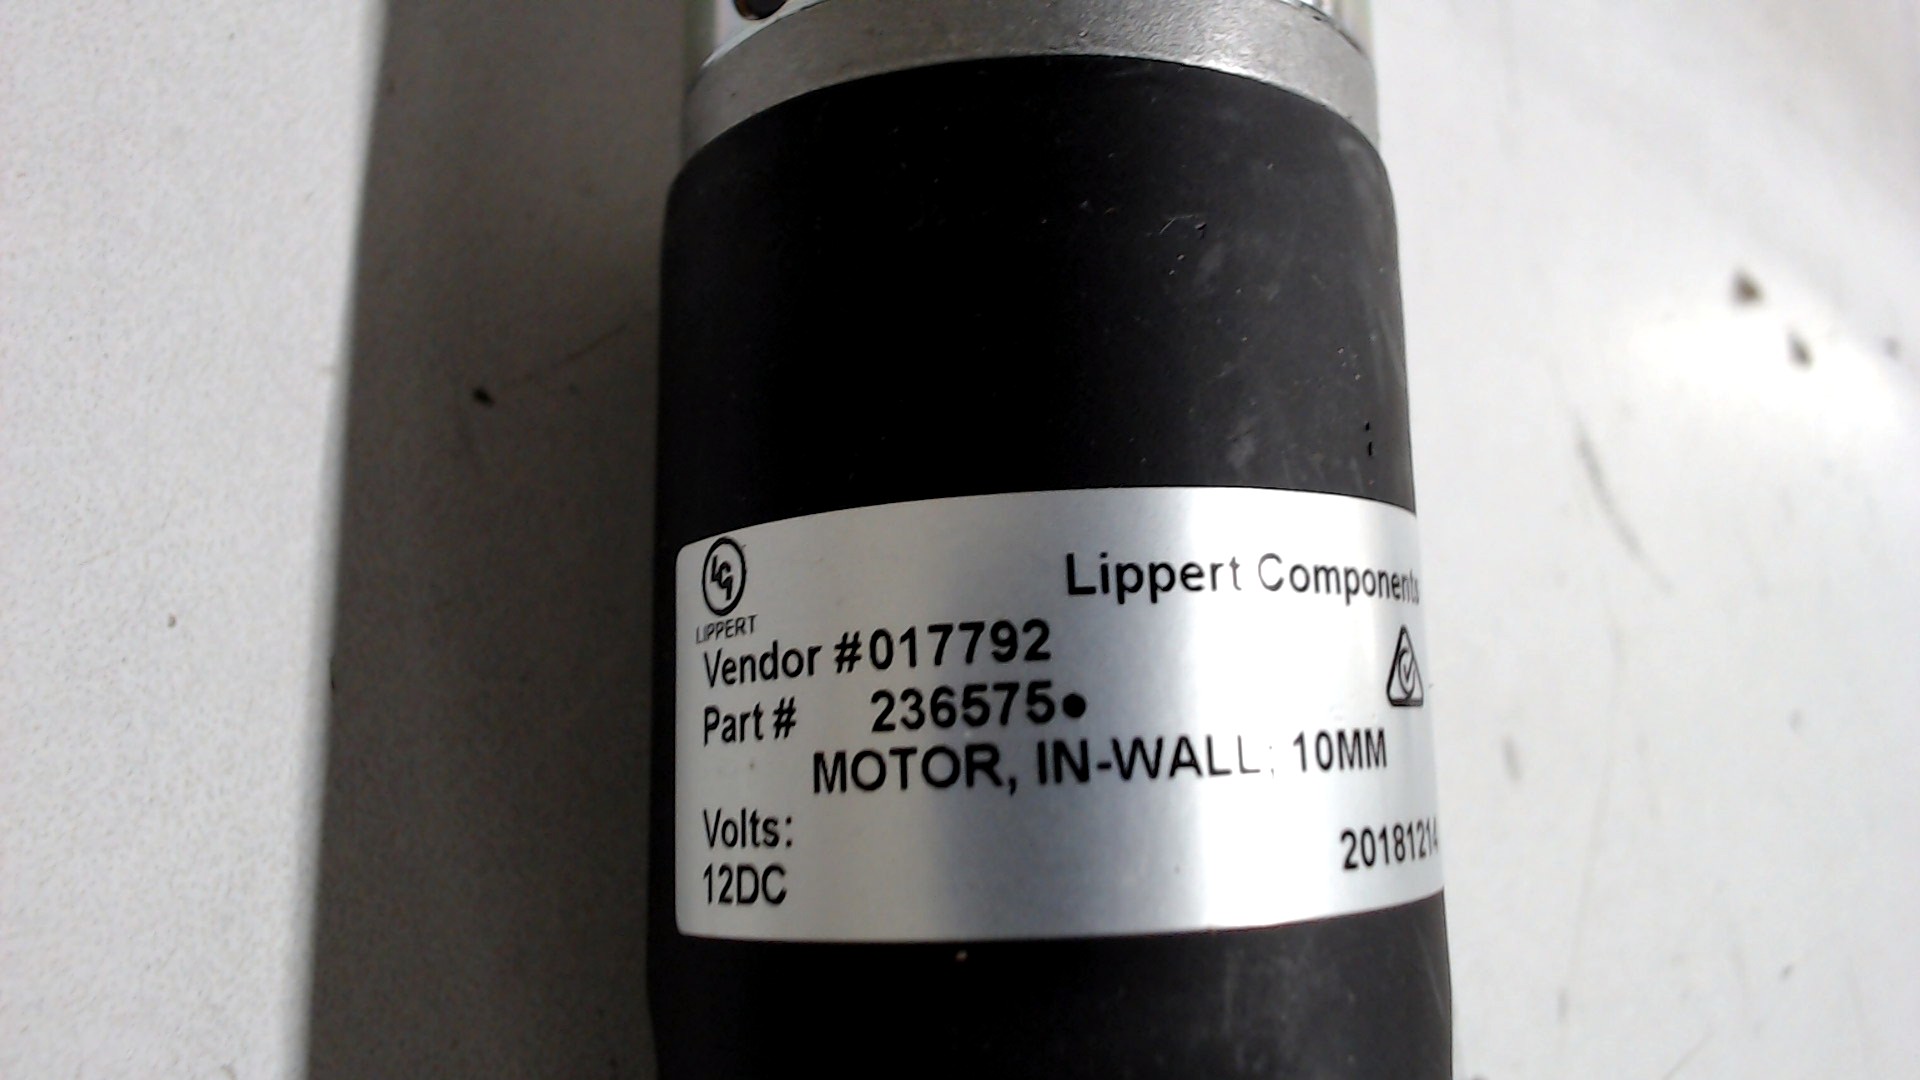 LCI
LIPPERT
Lippert Components
Vendor #017792
Part # 236575●
MOTOR, IN-WALL, 10MM
Volts:
12DC
20181214